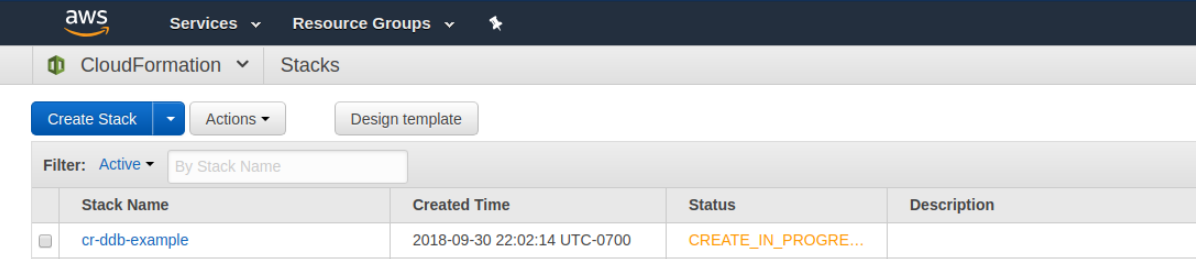 aws Services Resource Groups
CloudFormation Stacks
Create Stack Actions Design template
Filter: Active By Stack Name
Stack Name Created Time Status Description
cr-ddb-example 2018-09-30 22:02:14 UTC-0700 CREATE_IN_PROGRE...